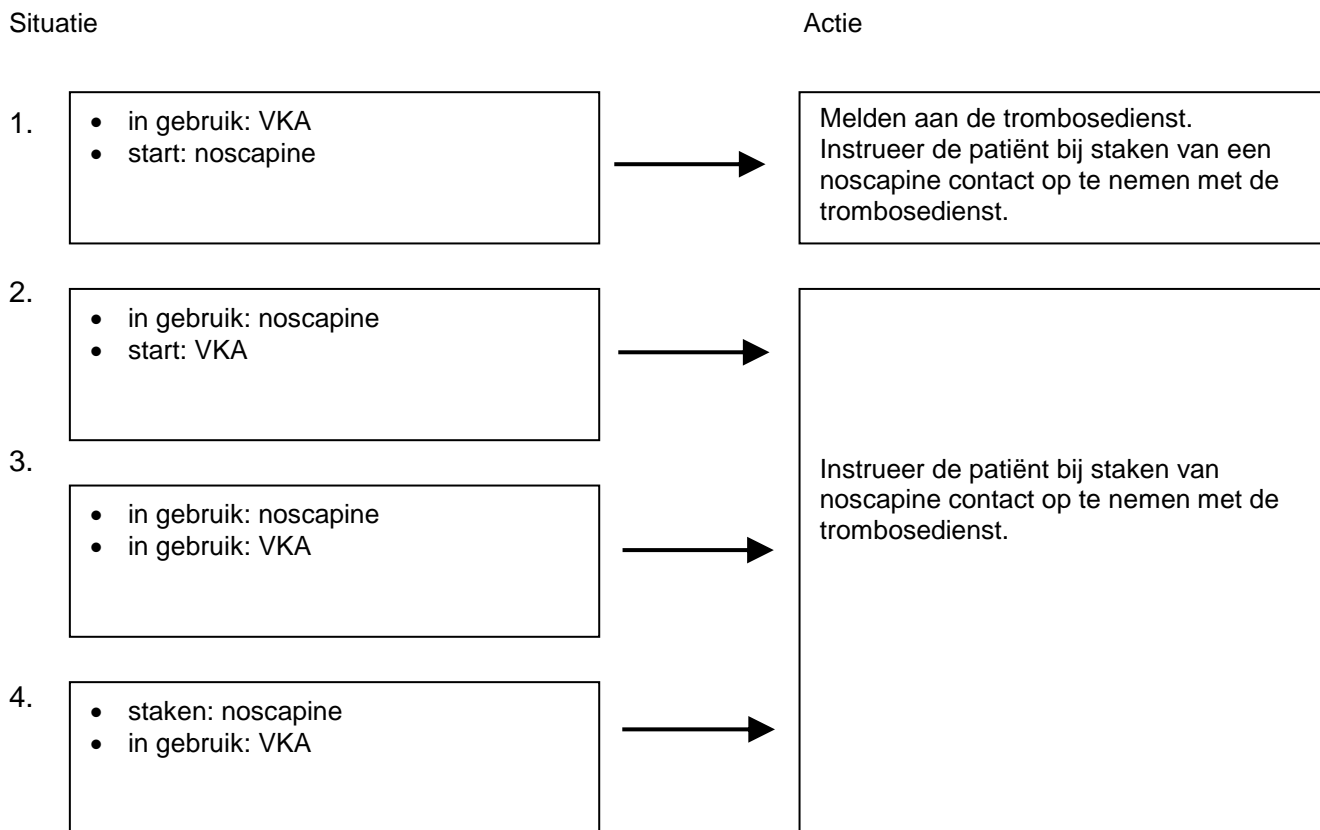 Situatie
Actie
1.
• in gebruik: VKA
• start: noscapine
Melden aan de trombosedienst.
Instrueer de patiënt bij staken van een
noscapine contact op te nemen met de
trombosedienst.
2.
• in gebruik: noscapine
• start: VKA
3.
• in gebruik: noscapine
• in gebruik: VKA
Instrueer de patiënt bij staken van
noscapine contact op te nemen met de
trombosedienst.
4.
• staken: noscapine
• in gebruik: VKA